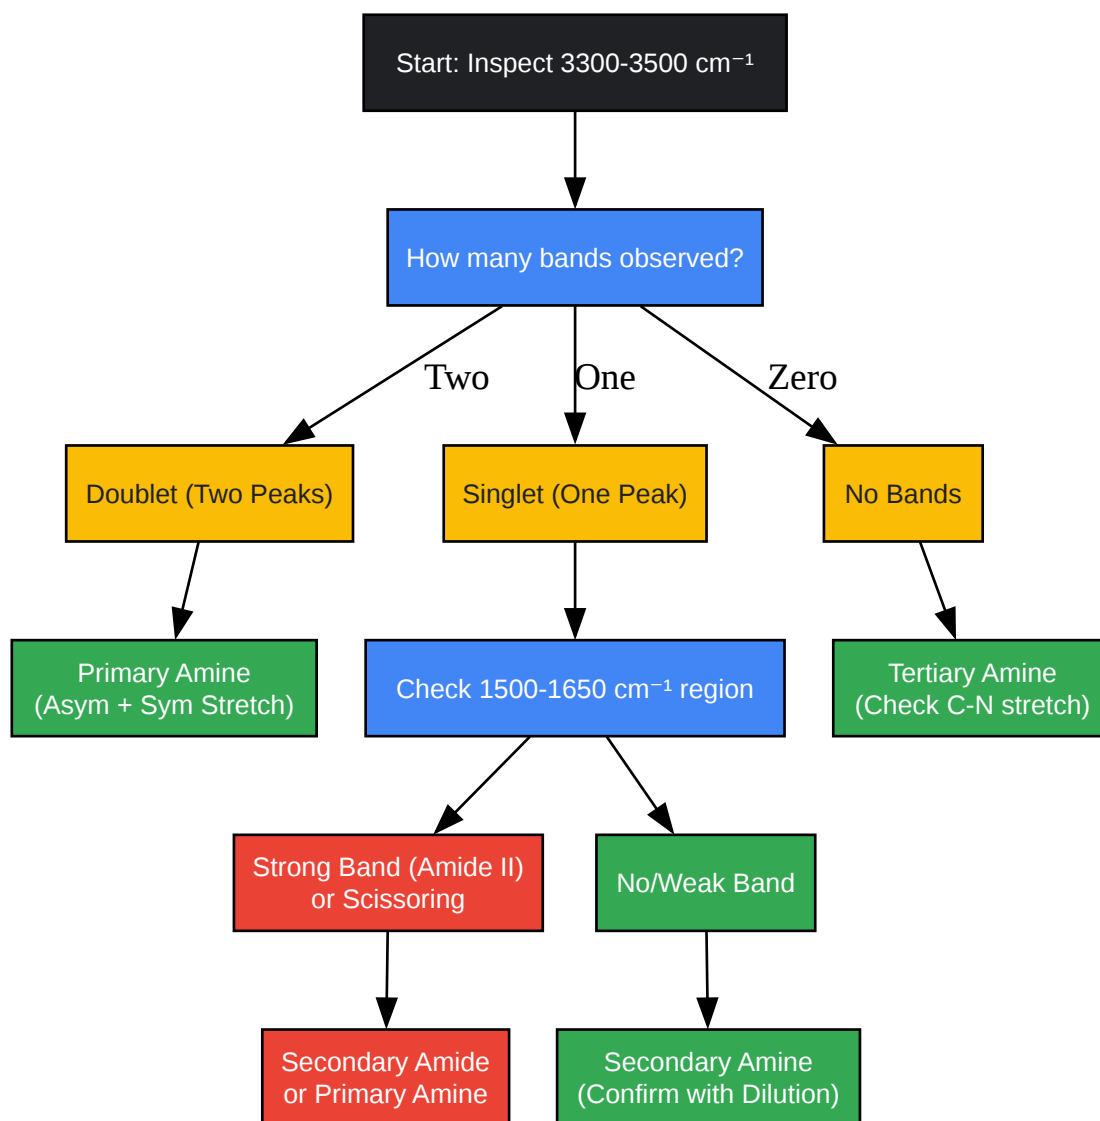 Start: Inspect 3300-3500 cm⁻¹
How many bands observed?
Two
One
Zero
Doublet (Two Peaks)
Singlet (One Peak)
No Bands
Primary Amine
(Asym + Sym Stretch)
Check 1500-1650 cm⁻¹ region
Tertiary Amine
(Check C-N stretch)
Strong Band (Amide II)
or Scissoring
No/Weak Band
Secondary Amide
or Primary Amine
Secondary Amine
(Confirm with Dilution)